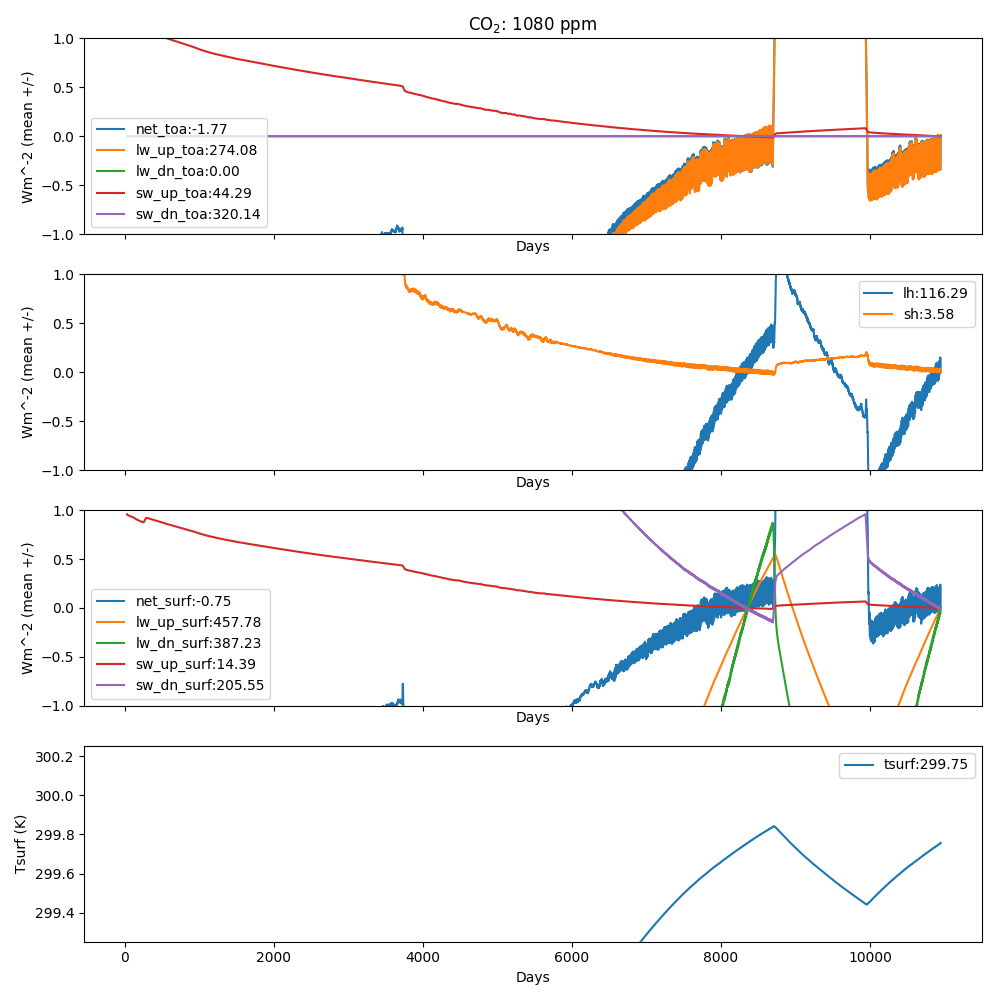 CO₂: 1080 ppm
1.0
0.5
0.0
−0.5
−1.0
Wm^-2 (mean +/-)
net_toa:-1.77
lw_up_toa:274.08
lw_dn_toa:0.00
sw_up_toa:44.29
sw_dn_toa:320.14
Days
1.0
0.5
0.0
−0.5
−1.0
Wm^-2 (mean +/-)
lh:116.29
sh:3.58
Days
1.0
0.5
0.0
−0.5
−1.0
Wm^-2 (mean +/-)
net_surf:-0.75
lw_up_surf:457.78
lw_dn_surf:387.23
sw_up_surf:14.39
sw_dn_surf:205.55
Days
300.2
300.0
299.8
299.6
299.4
Tsurf (K)
tsurf:299.75
0 2000 4000 6000 8000 10000
Days